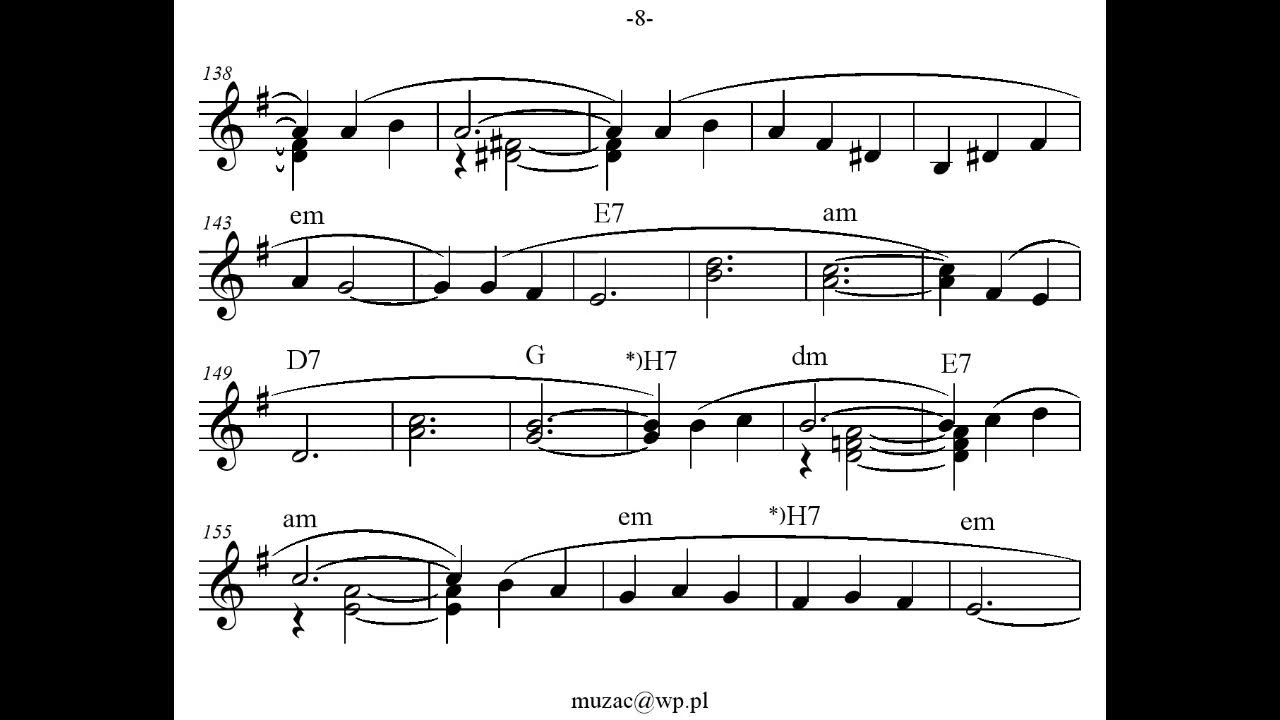 -8-
138
em E7 am
143
D7 G *)H7 dm E7
149
am em *)H7 em
155
muzac@wp.pl